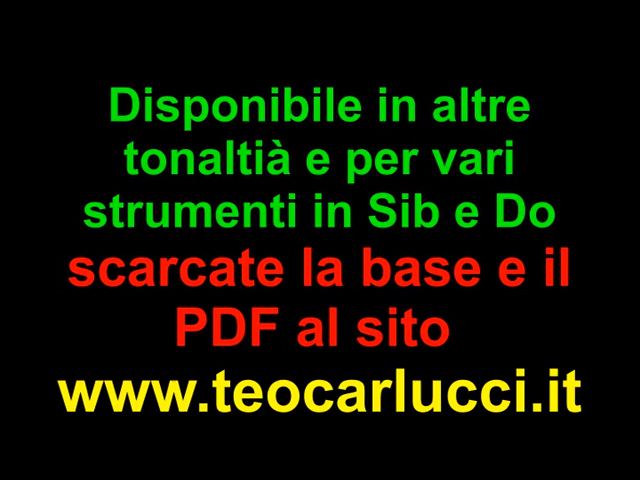 Disponibile in altre
tonaltià e per vari
strumenti in Sib e Do
scarcate la base e il
PDF al sito
www.teocarlucci.it